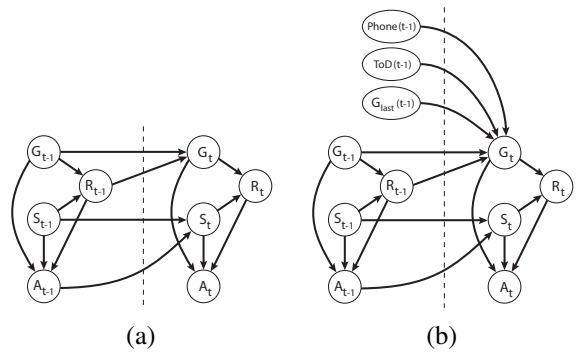 Phone(t-1)
ToD(t-1)
G_last(t-1)
G_t-1
G_t
R_t-1
R_t
S_t-1
S_t
A_t-1
A_t
G_t-1
G_t
R_t-1
R_t
S_t-1
S_t
A_t-1
A_t
(a)
(b)